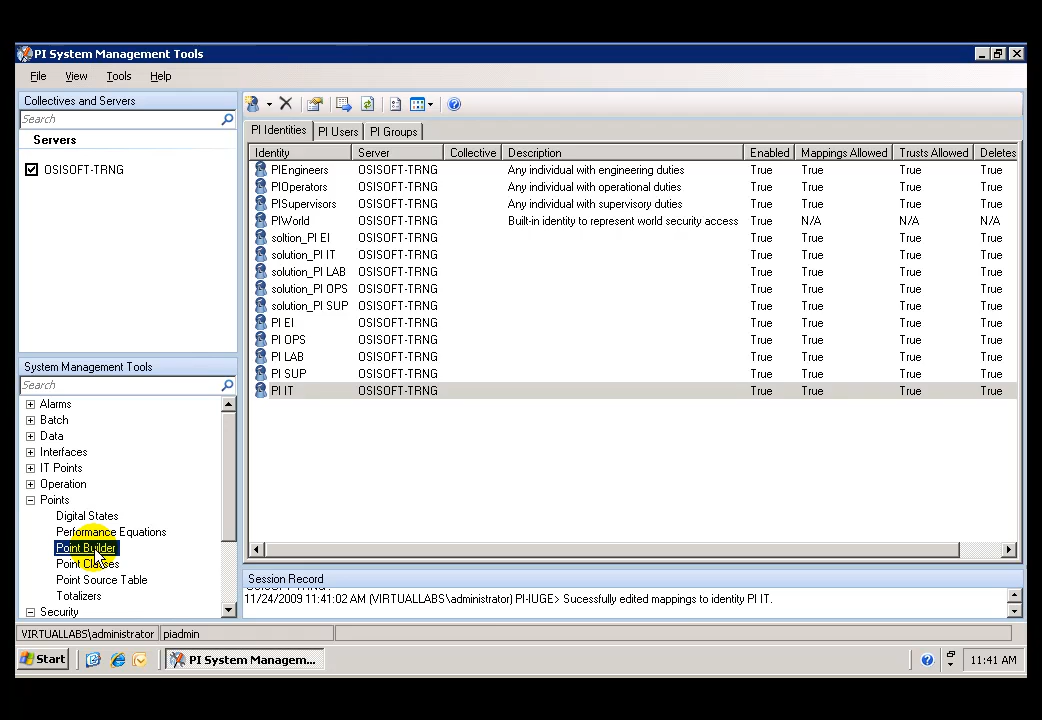 PI System Management Tools
File View Tools Help
Collectives and Servers
Search
Servers
OSISOFT-TRNG
System Management Tools
Search
Alarms
Batch
Data
Interfaces
IT Points
Operation
Points
Digital States
Performance Equations
Point Builder
Point Classes
Point Source Table
Totalizers
Security
PI Identities PI Users PI Groups
Identity Server Collective Description Enabled Mappings Allowed Trusts Allowed Deletes
PIEngineers OSISOFT-TRNG Any individual with engineering duties True True True True
PIOperators OSISOFT-TRNG Any individual with operational duties True True True True
PISupervisors OSISOFT-TRNG Any individual with supervisory duties True True True True
PIWorld OSISOFT-TRNG Built-in identity to represent world security access True N/A N/A N/A
soltion_PI EI OSISOFT-TRNG True True True True
solution_PI IT OSISOFT-TRNG True True True True
solution_PI LAB OSISOFT-TRNG True True True True
solution_PI OPS OSISOFT-TRNG True True True True
solution_PI SUP OSISOFT-TRNG True True True True
PI EI OSISOFT-TRNG True True True True
PI OPS OSISOFT-TRNG True True True True
PI LAB OSISOFT-TRNG True True True True
PI SUP OSISOFT-TRNG True True True True
PI IT OSISOFT-TRNG True True True True
Session Record
11/24/2009 11:41:02 AM (VIRTUALLABS\administrator) PI-IUGE> Sucessfully edited mappings to identity PI IT.
VIRTUALLABS\administrator piadmin
Start PI System Managem... 11:41 AM